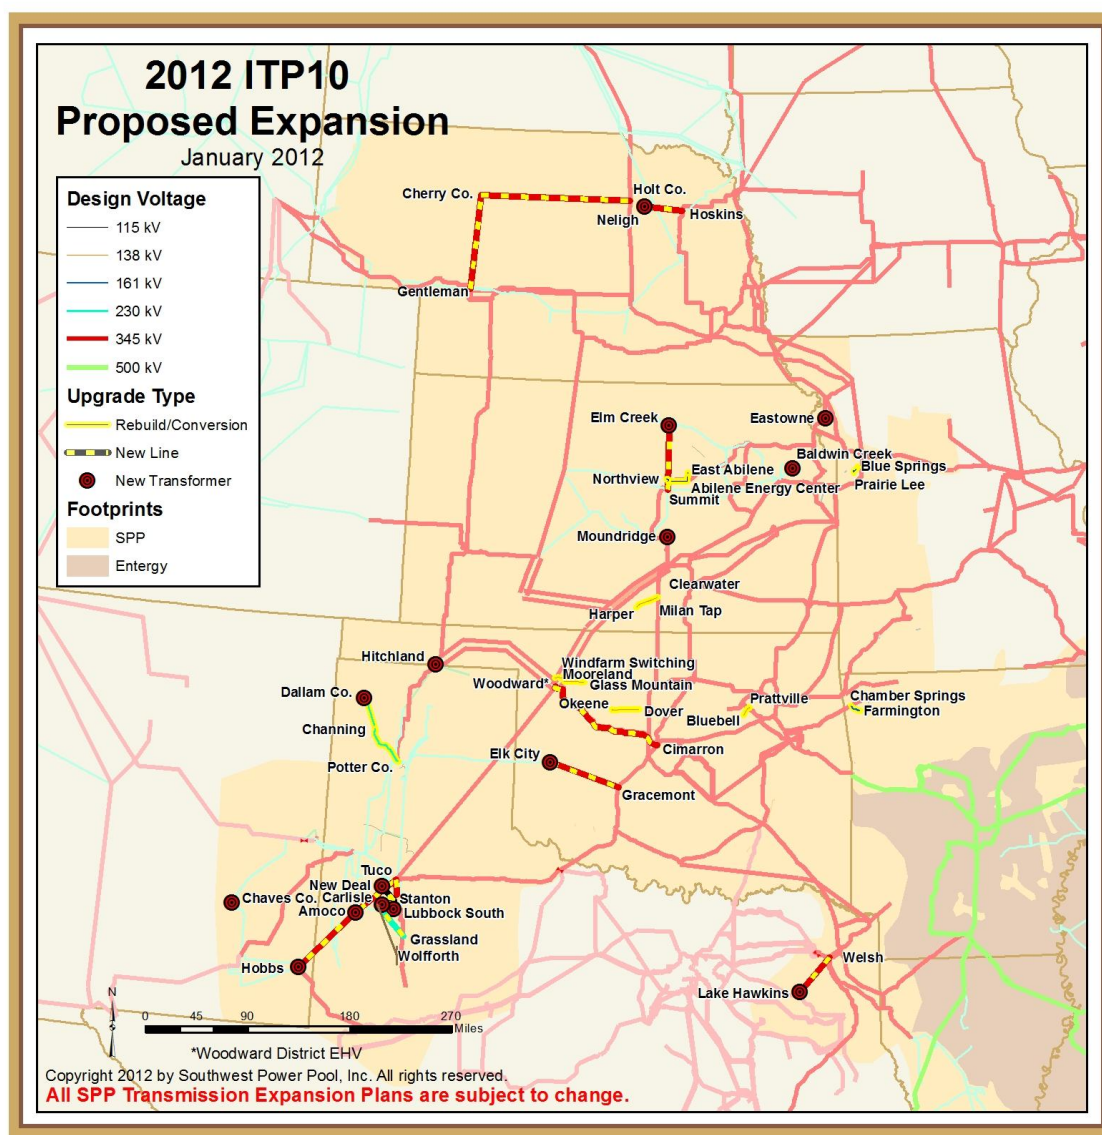 2012 ITP10
Proposed Expansion
January 2012
Design Voltage
115 kV
138 kV
161 kV
230 kV
345 kV
500 kV
Upgrade Type
Rebuild/Conversion
New Line
New Transformer
Footprints
SPP
Entergy
Cherry Co.
Holt Co.
Neligh
Hoskins
Gentleman
Elm Creek
Eastowne
Baldwin Creek
East Abilene
Blue Springs
Northview
Abilene Energy Center
Prairie Lee
Summit
Moundridge
Clearwater
Harper
Milan Tap
Hitchland
Windfarm Switching
Mooreland
Woodward*
Glass Mountain
Dallam Co.
Okeene
Dover
Prattville
Bluebell
Chamber Springs
Farmington
Channing
Elk City
Cimarron
Potter Co.
Gracemont
Tuco
New Deal
Chaves Co.
Carlisle
Stanton
Amoco
Lubbock South
Grassland
Wolfforth
Hobbs
Welsh
Lake Hawkins
N
S
0 45 90 180 270
Miles
*Woodward District EHV
Copyright 2012 by Southwest Power Pool, Inc. All rights reserved.
All SPP Transmission Expansion Plans are subject to change.